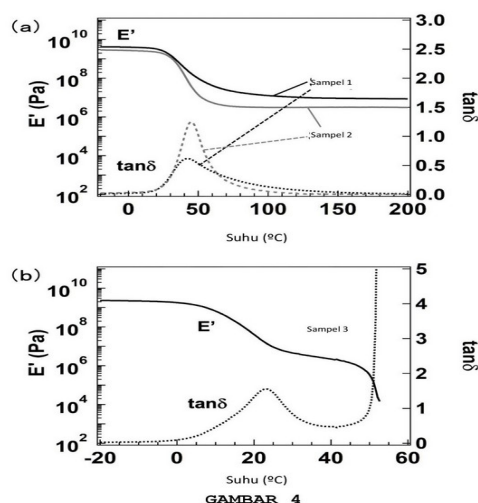 (a)
E' (Pa)
10¹⁰
10⁸
10⁶
10⁴
10²
E'
tanδ
Sampel 1
Sampel 2
3.0
2.5
2.0
1.5
1.0
0.5
0.0
tanδ
0 50 100 150 200
Suhu (ºC)
(b)
E' (Pa)
10¹⁰
10⁸
10⁶
10⁴
10²
E'
tanδ
Sampel 3
5
4
3
2
1
0
tanδ
-20 0 20 40 60
Suhu (ºC)
GAMBAR 4